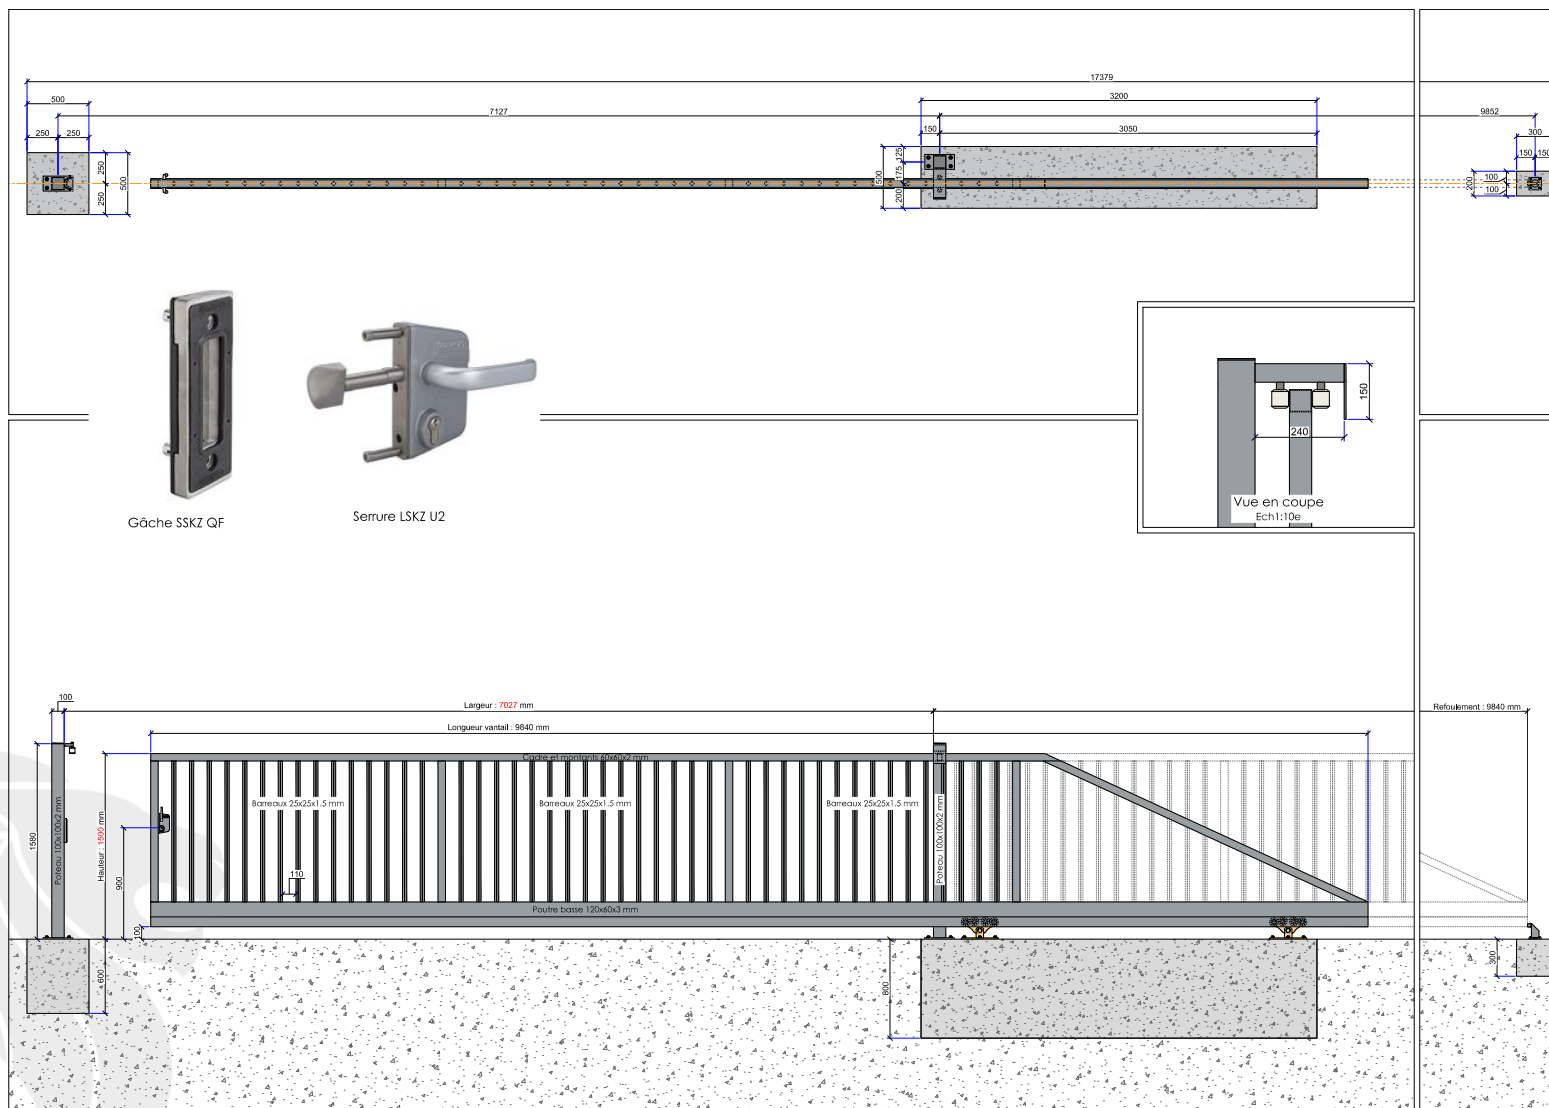 17379
500
3200
7127
9852
250
250
150
3050
300
150
150
250
250
500
500
125
175
200
200
100
100
150
240
Vue en coupe
Ech1:10e
Gâche SSKZ QF
Serrure LSKZ U2
100
Largeur : 7027 mm
Refoulement : 9840 mm
Longueur vantail : 9840 mm
Cadre et montants 60x60x2 mm
Barreaux 25x25x1.5 mm
Barreaux 25x25x1.5 mm
Barreaux 25x25x1.5 mm
1580
Poteau 100x100x2 mm
Hauteur : 1500 mm
900
110
Poteau 100x100x2 mm
Poutre basse 120x60x3 mm
100
600
800
300